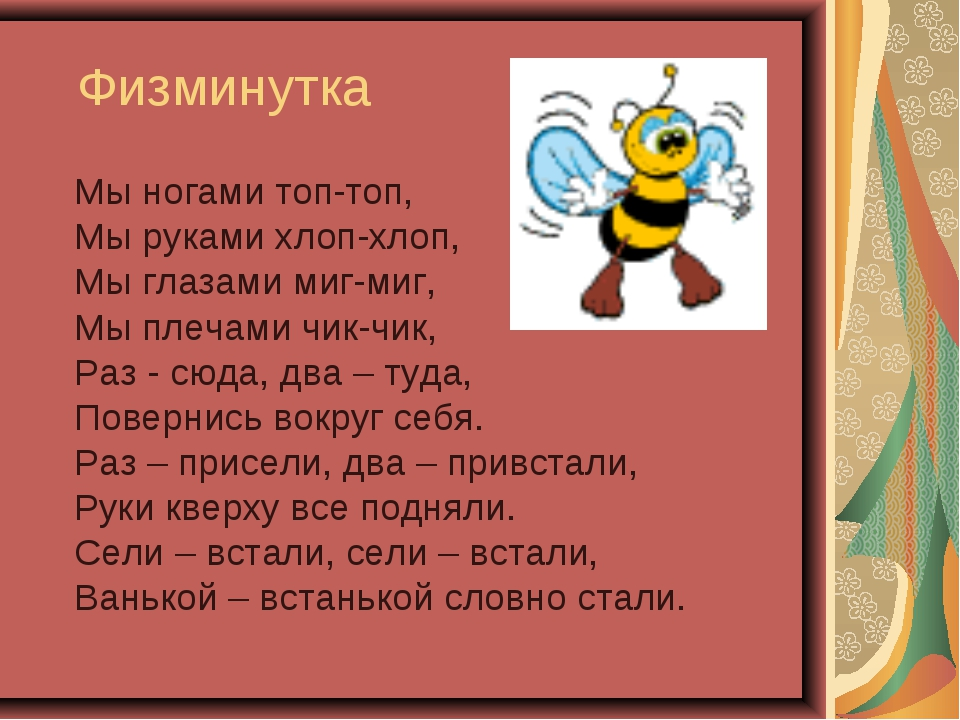 Физминутка
Мы ногами топ-топ,
Мы руками хлоп-хлоп,
Мы глазами миг-миг,
Мы плечами чик-чик,
Раз - сюда, два – туда,
Повернись вокруг себя.
Раз – присели, два – привстали,
Руки кверху все подняли.
Сели – встали, сели – встали,
Ванькой – встанькой словно стали.